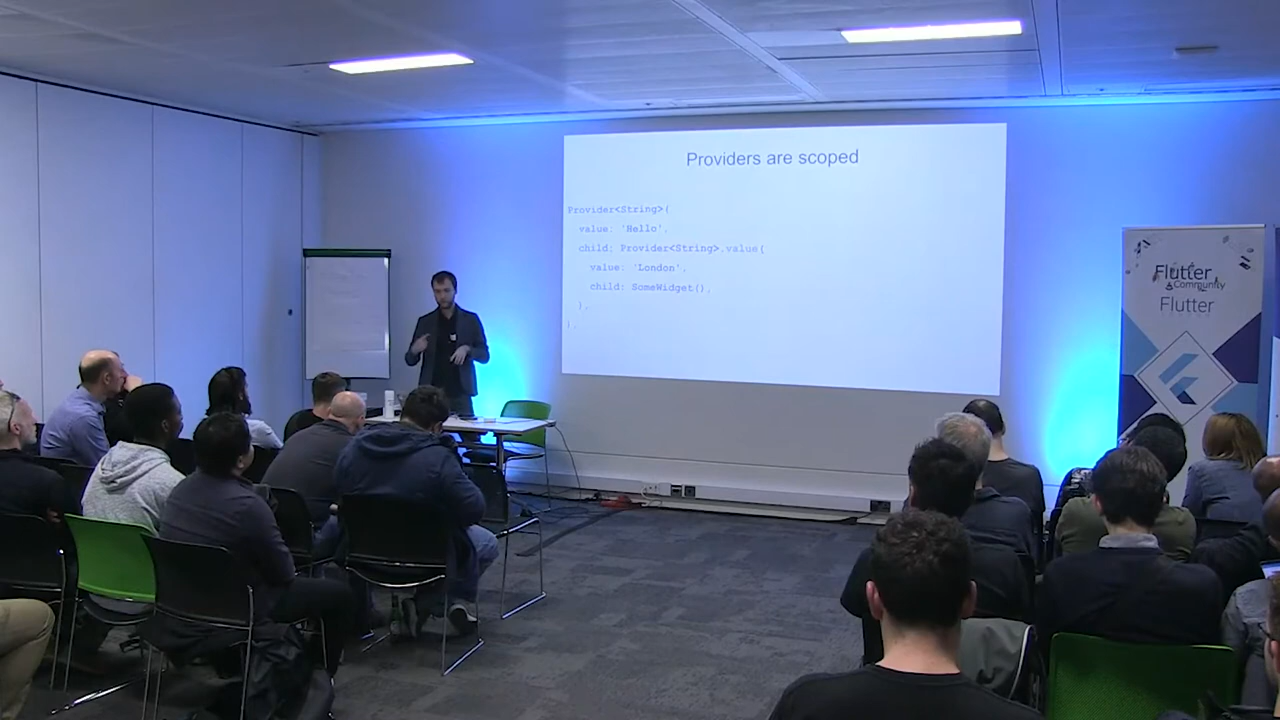 Providers are scoped
Provider<String>(
value: 'Hello',
child: Provider<String>.value(
value: 'London',
child: SomeWidget(),
),
),
Flutter
Community
Flutter